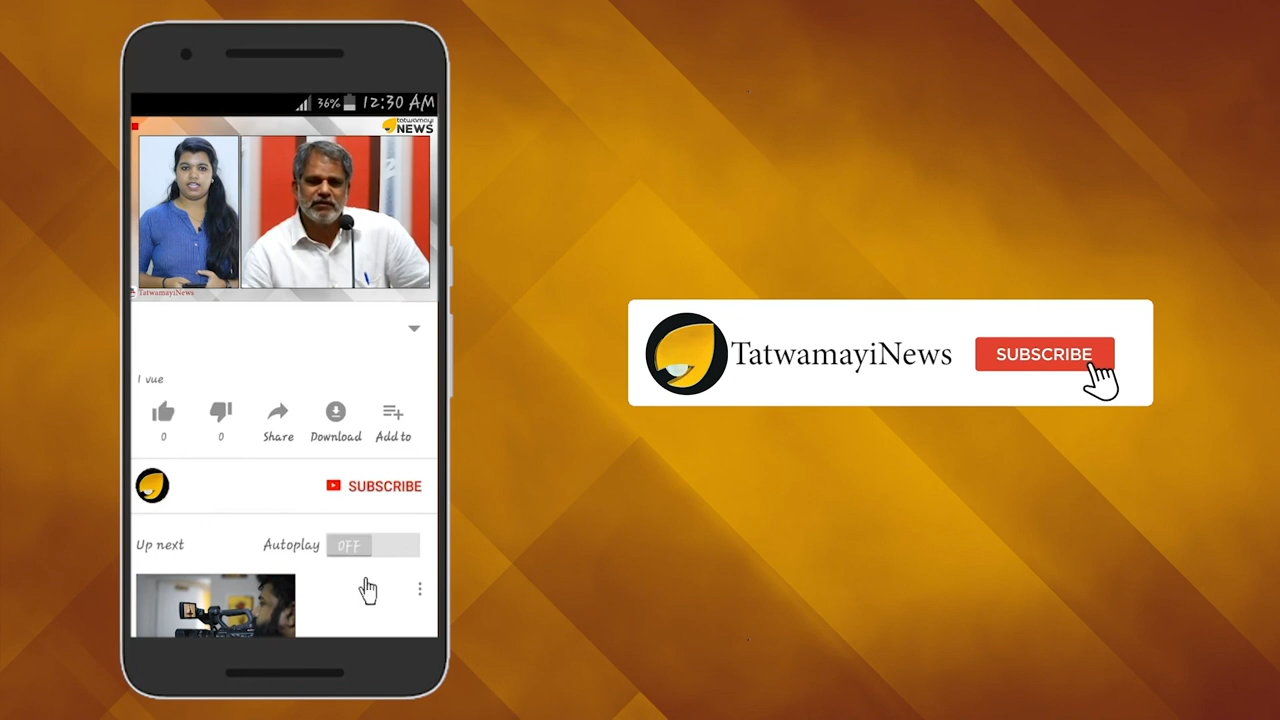 36% 12:30 AM
tatwamayi
NEWS
TatwamayiNews
1 vue
0
0
Share
Download
Add to
SUBSCRIBE
Up next
Autoplay
OFF
TatwamayiNews
SUBSCRIBE